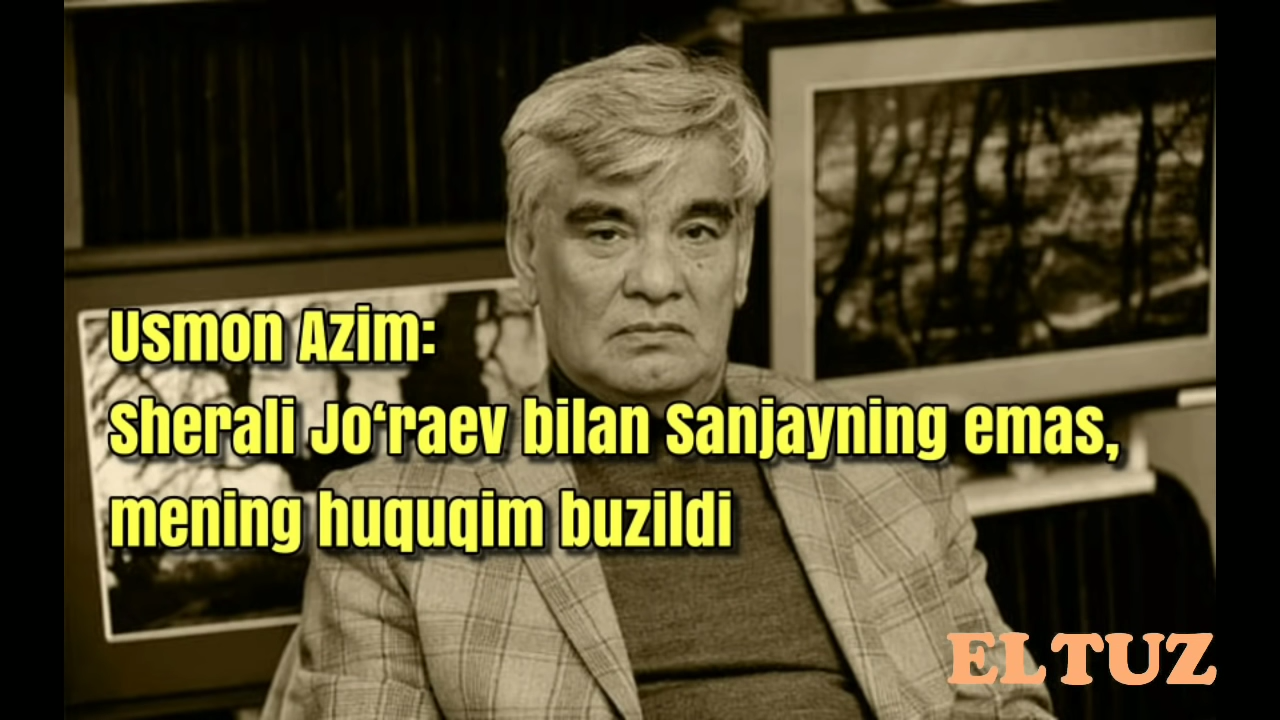 Usmon Azim:
Sherali Jo‘raev bilan Sanjayning emas,
mening huquqim buzildi
ELTUZ